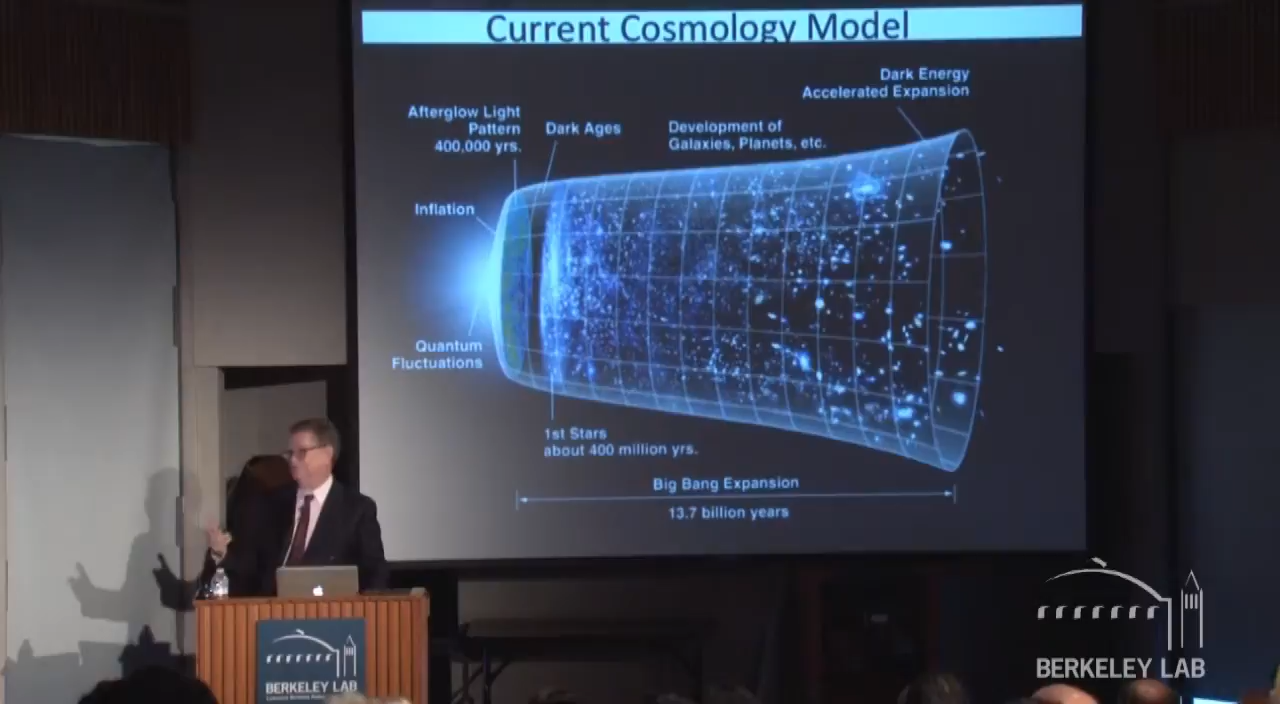 Current Cosmology Model
Dark Energy
Accelerated Expansion
Afterglow Light
Pattern
400,000 yrs.
Dark Ages
Development of
Galaxies, Planets, etc.
Inflation
Quantum
Fluctuations
1st Stars
about 400 million yrs.
Big Bang Expansion
13.7 billion years
BERKELEY LAB
BERKELEY LAB